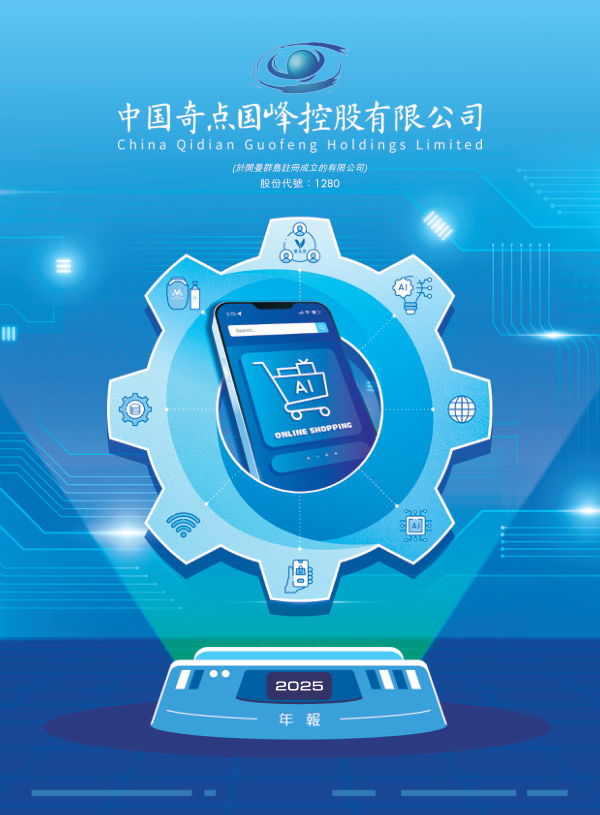 中国奇点国峰控股有限公司
China Qidian Guofeng Holdings Limited
(於開曼群島註冊成立的有限公司)
股份代號：1280
AI
Search...
AI
ONLINE SHOPPING
AI
2025
年報